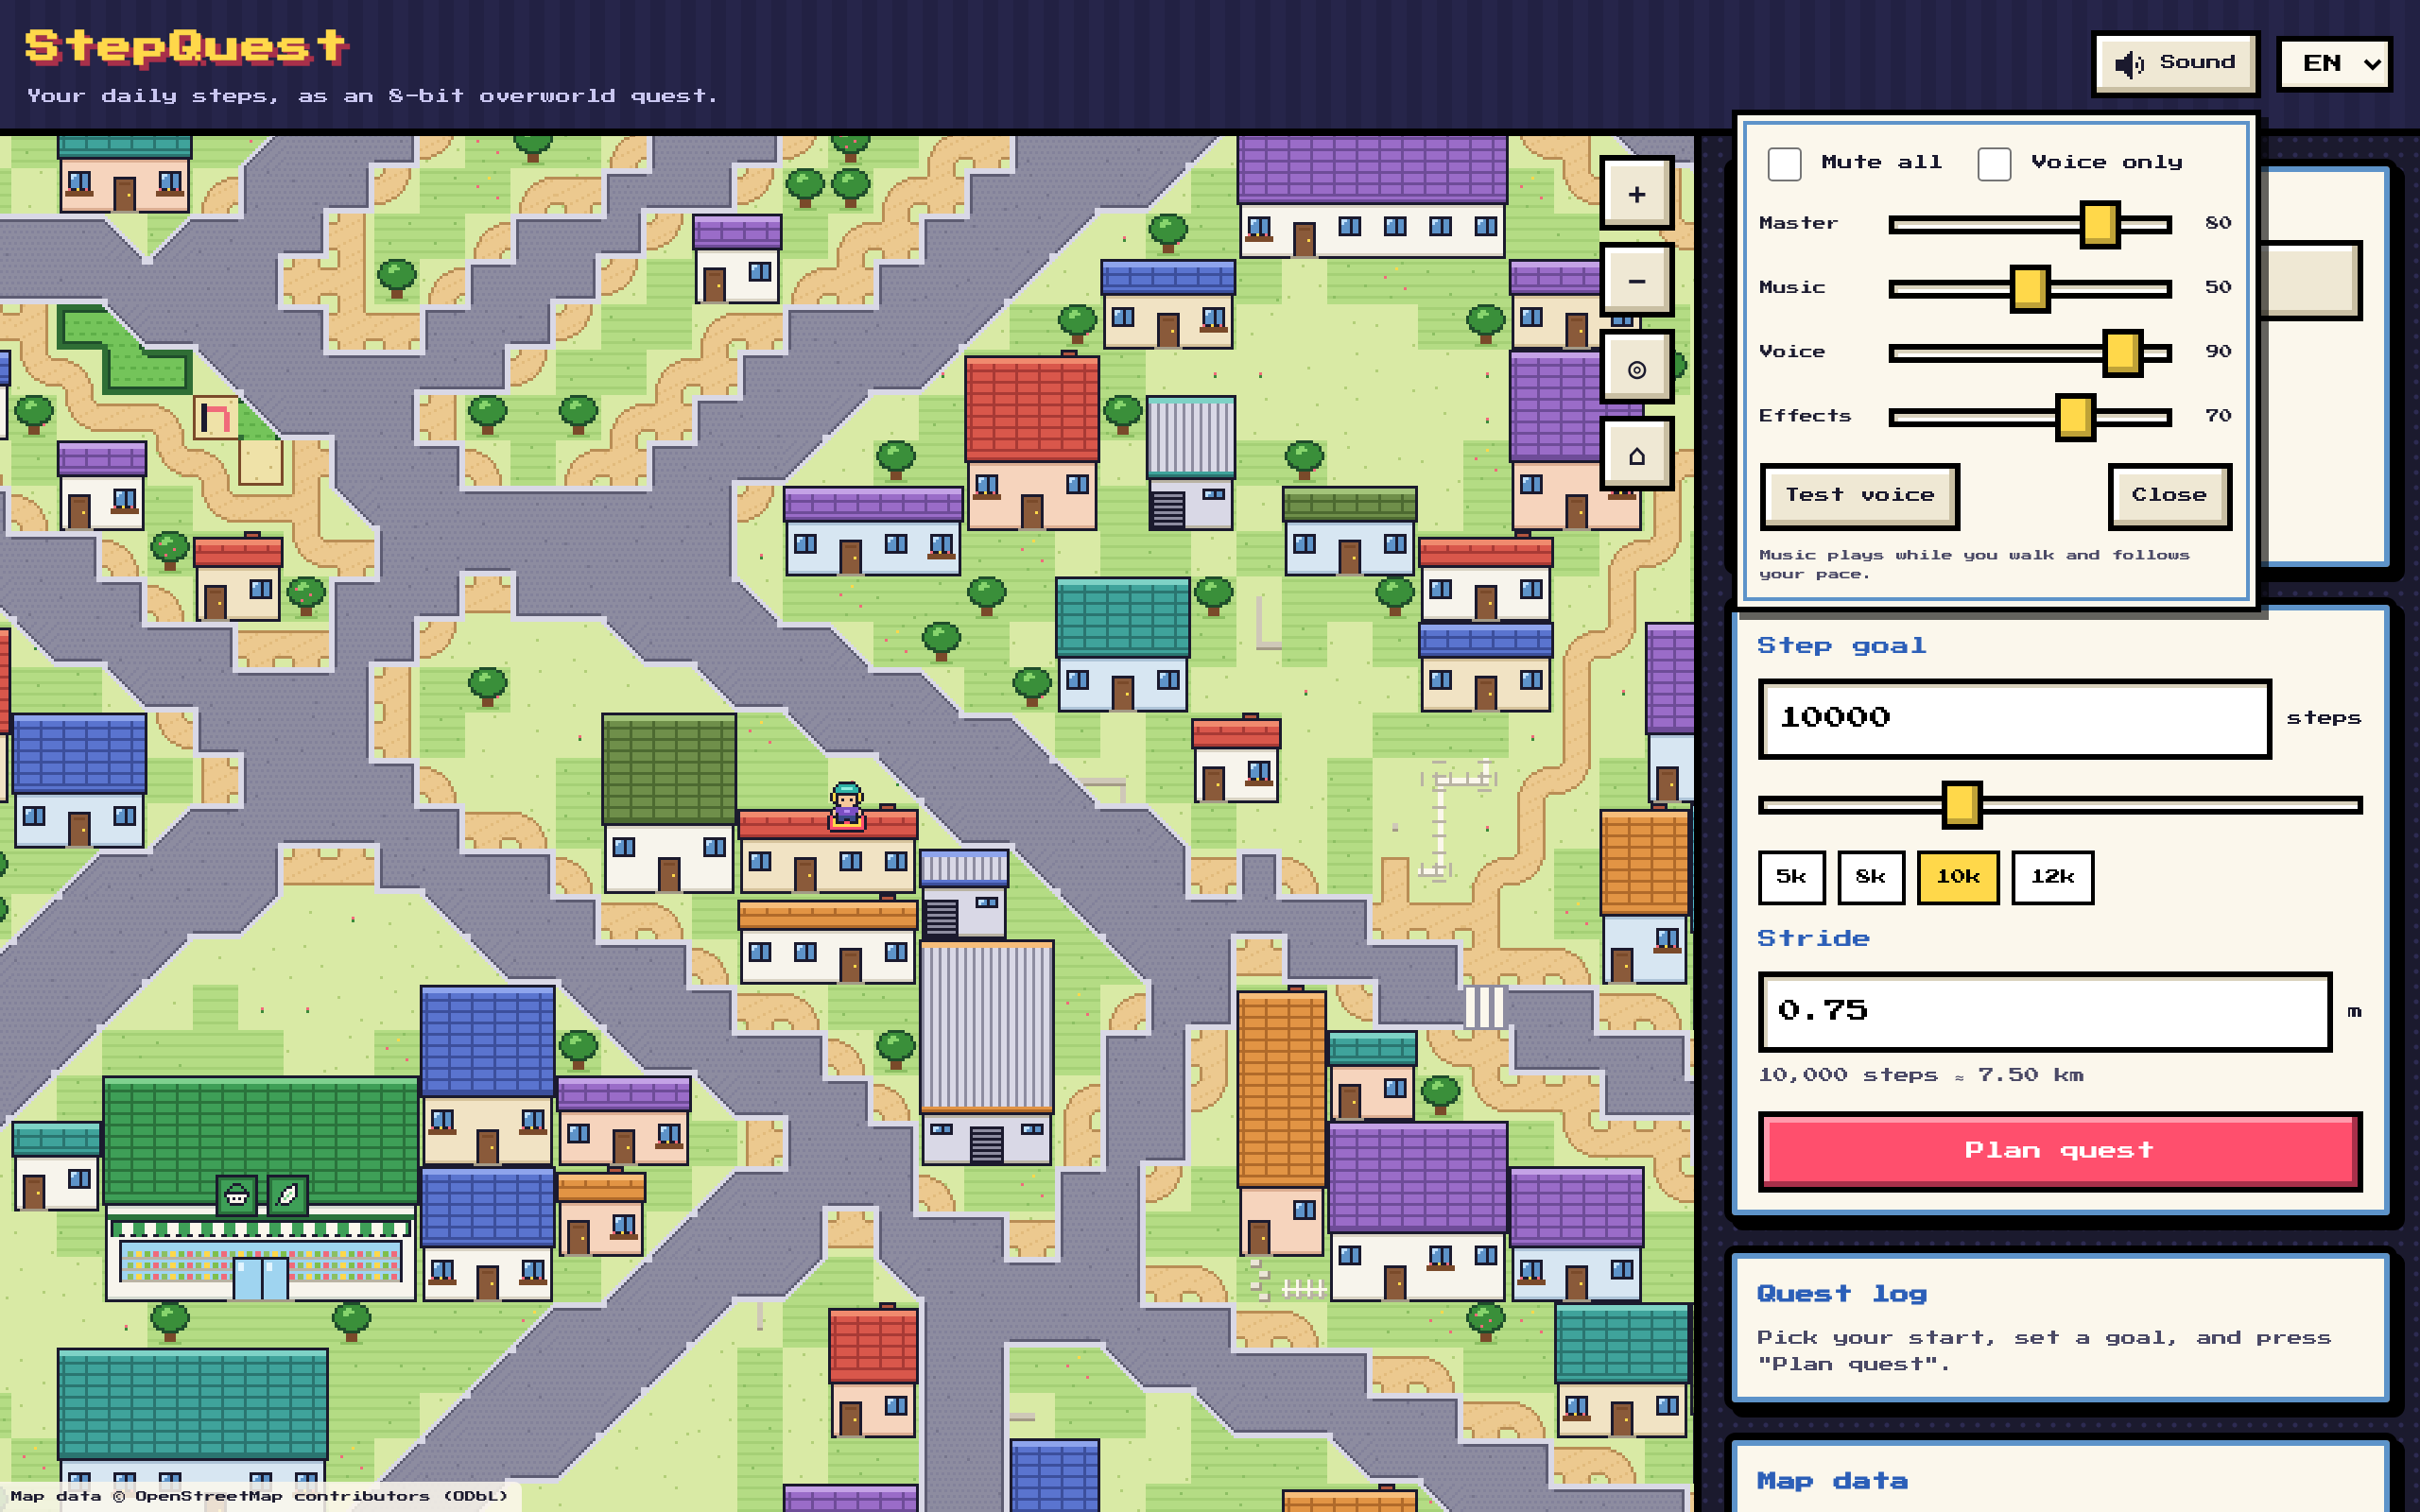 StepQuest
Your daily steps, as an 8-bit overworld quest.
Sound
EN
Mute all
Voice only
Master
80
Music
50
Voice
90
Effects
70
Test voice
Close
Music plays while you walk and follows
your pace.
+
−
◎
⌂
Step goal
10000
steps
5k
8k
10k
12k
Stride
0.75
m
10,000 steps ≈ 7.50 km
Plan quest
Quest log
Pick your start, set a goal, and press
"Plan quest".
Map data
Map data © OpenStreetMap contributors (ODbL)